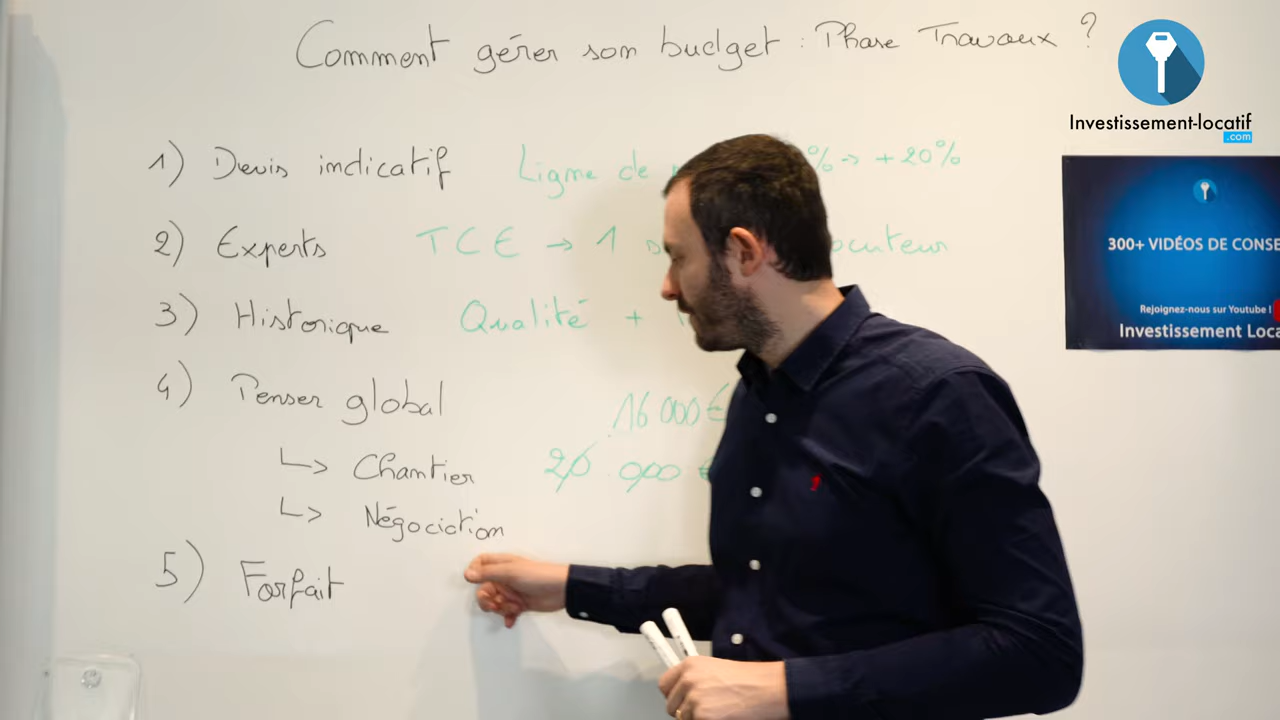 Comment gérer son budget : Phase Travaux ?
Investissement-locatif
.com
1) Devis indicatif Ligne de % → +20%
2) Experts TCE → 1
3) Historique Qualité +
4) Penser global 16 000 €
↳ Chantier 20 000 €
↳ Négociation
5) Forfait
300+ VIDÉOS DE CONSE
Rejoignez-nous sur Youtube !
Investissement Loca